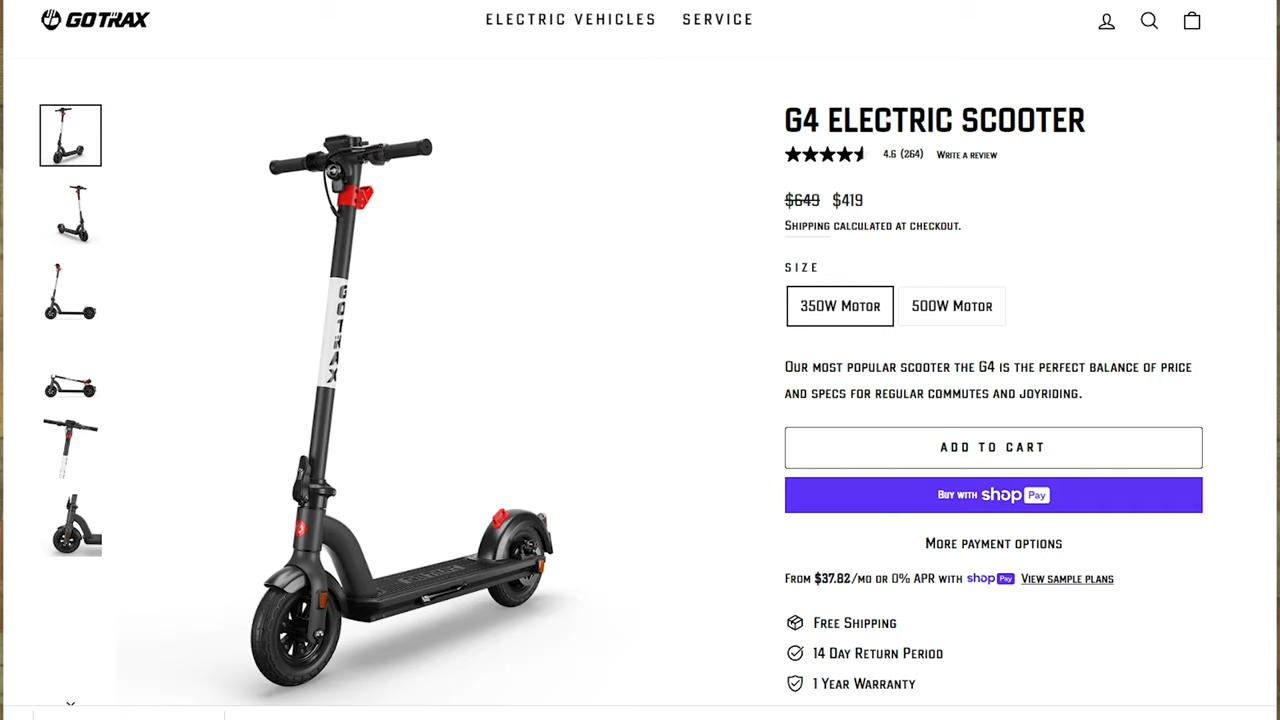 GOTRAX
ELECTRIC VEHICLES SERVICE
G4 ELECTRIC SCOOTER
4.6 (264) WRITE A REVIEW
$649 $419
SHIPPING CALCULATED AT CHECKOUT.
SIZE
350W MOTOR 500W MOTOR
OUR MOST POPULAR SCOOTER THE G4 IS THE PERFECT BALANCE OF PRICE
AND SPECS FOR REGULAR COMMUTES AND JOYRIDING.
ADD TO CART
BUY WITH shop Pay
MORE PAYMENT OPTIONS
FROM $37.82/MO OR 0% APR WITH shop Pay VIEW SAMPLE PLANS
FREE SHIPPING
14 DAY RETURN PERIOD
1 YEAR WARRANTY
GOTRAX
GOTRAX